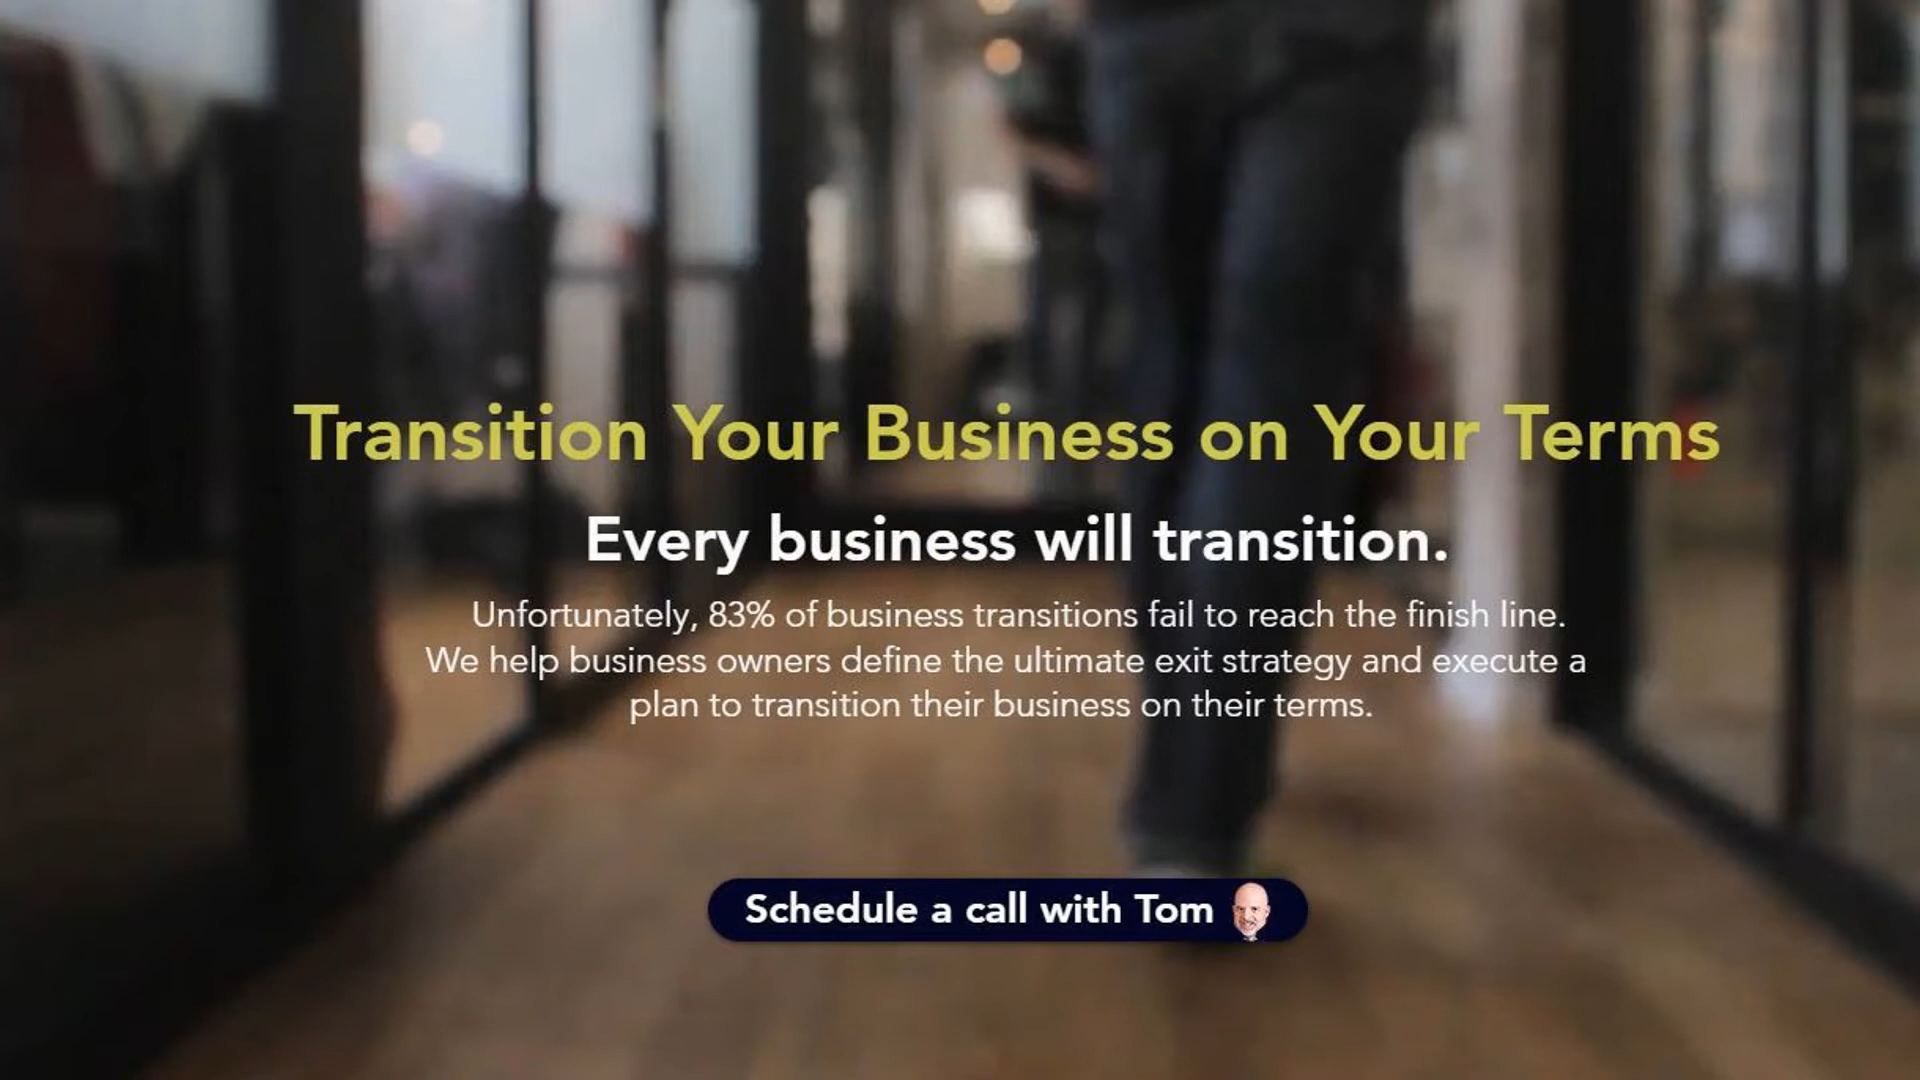 Transition Your Business on Your Terms
Every business will transition.
Unfortunately, 83% of business transitions fail to reach the finish line.
We help business owners define the ultimate exit strategy and execute a
plan to transition their business on their terms.
Schedule a call with Tom